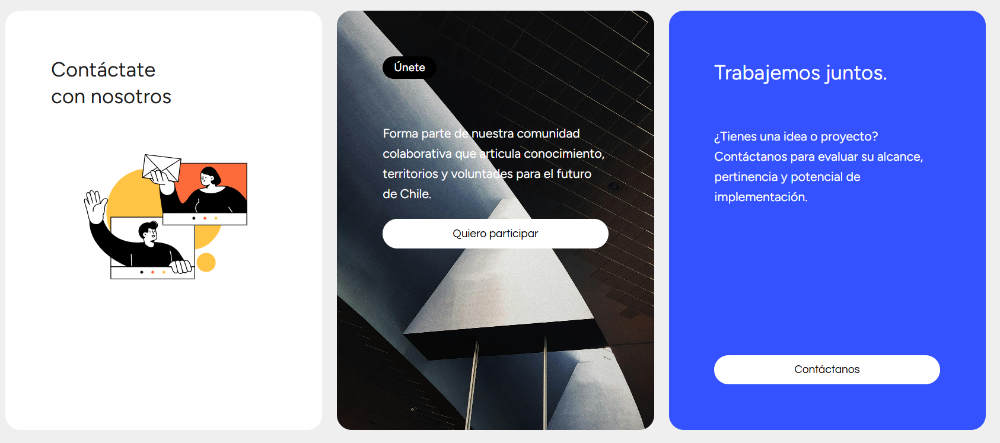 Contáctate
con nosotros
Únete
Forma parte de nuestra comunidad
colaborativa que articula conocimiento,
territorios y voluntades para el futuro
de Chile.
Quiero participar
Trabajemos juntos.
¿Tienes una idea o proyecto?
Contáctanos para evaluar su alcance,
pertinencia y potencial de
implementación.
Contáctanos